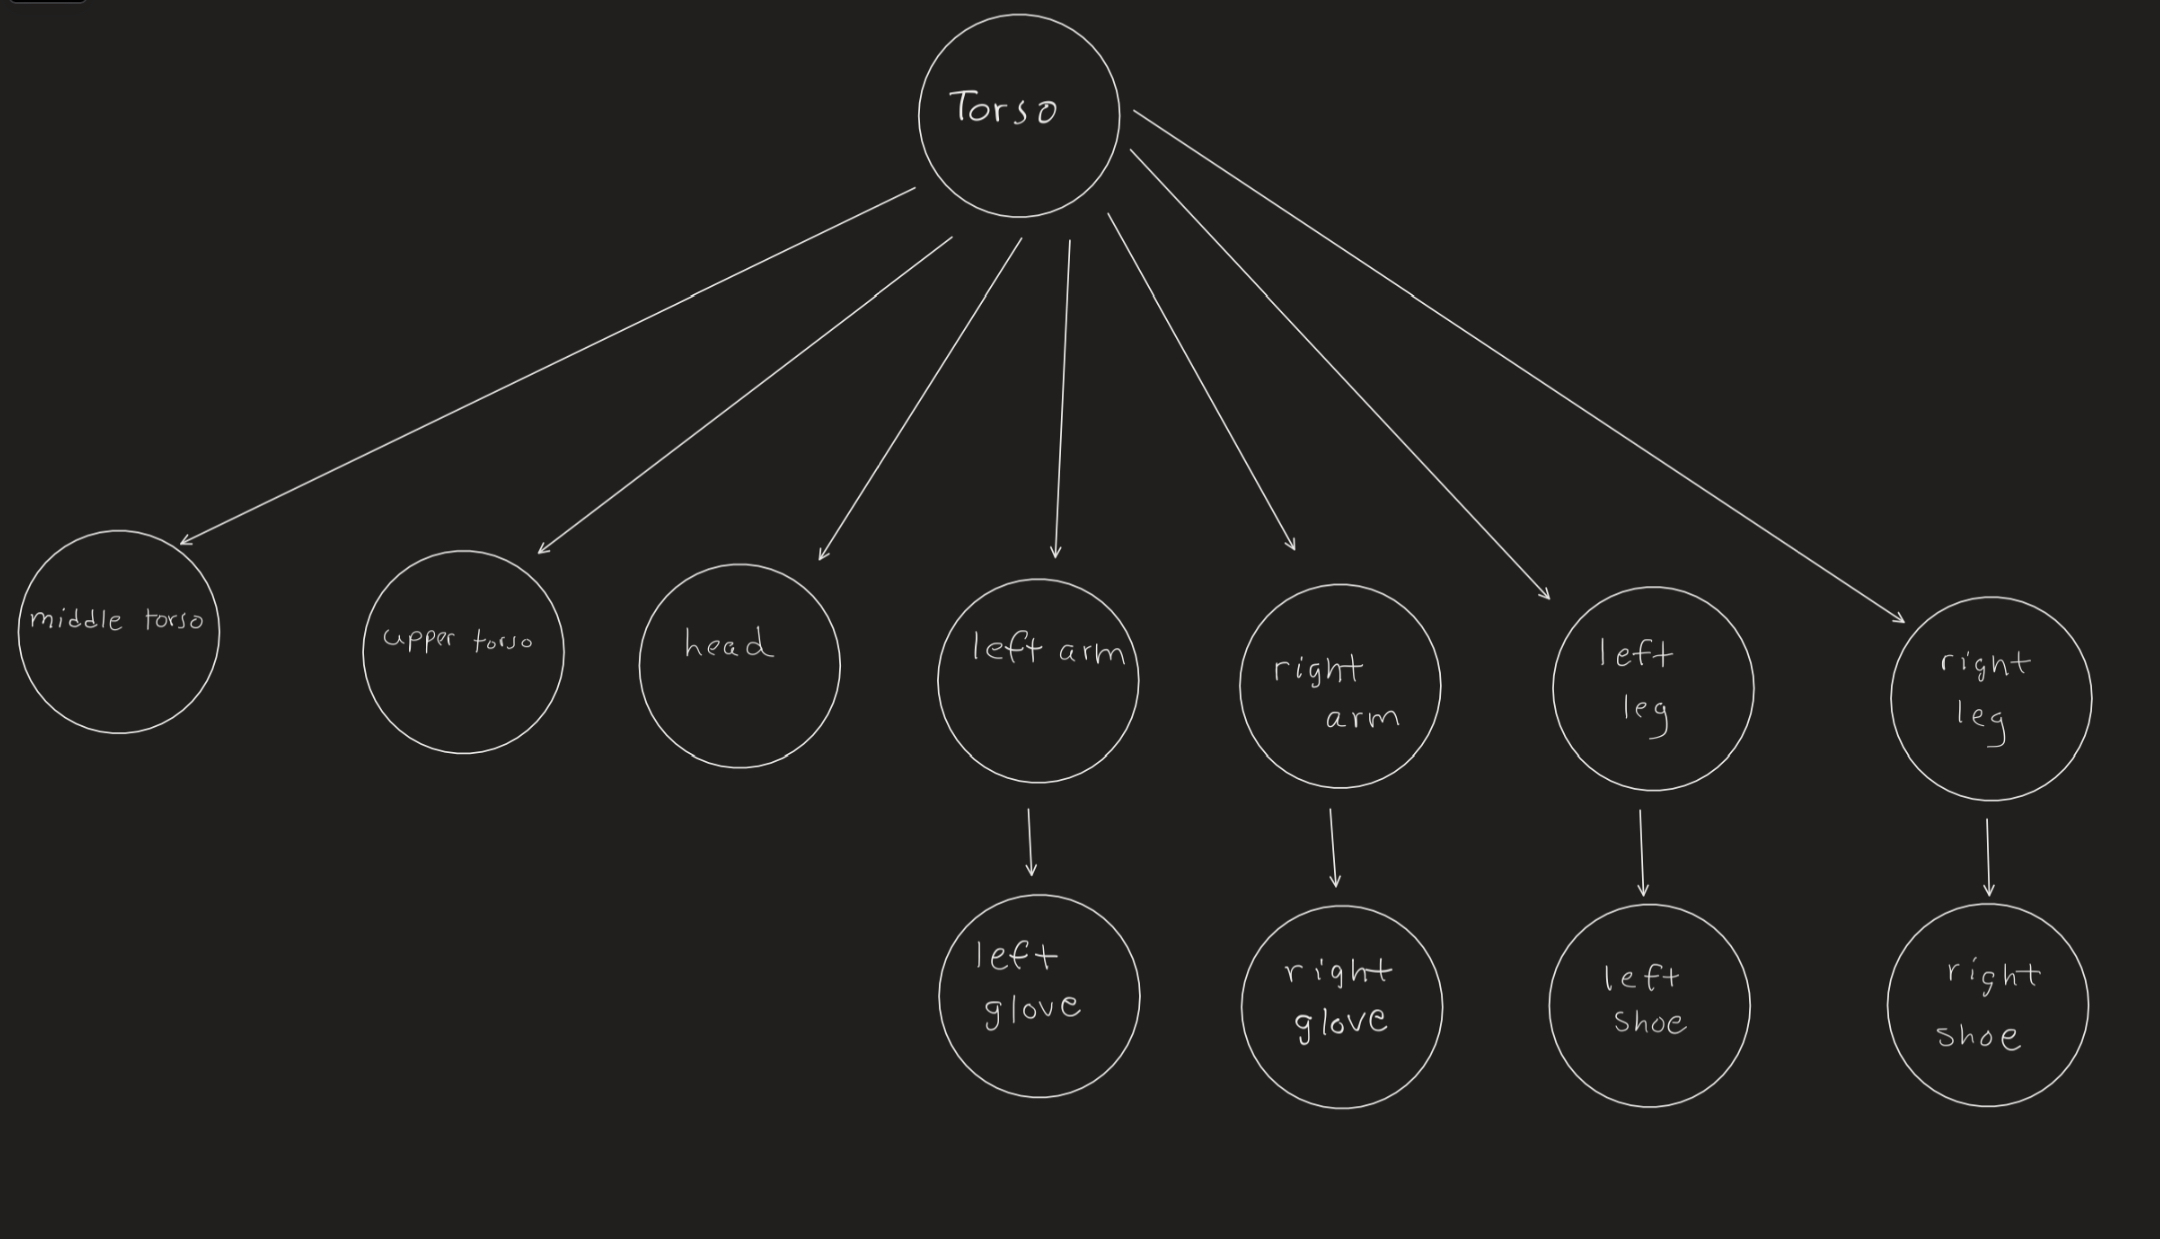 Torso
middle torso
upper torso
head
left arm
right
arm
left
leg
right
leg
left
glove
right
glove
left
shoe
right
shoe